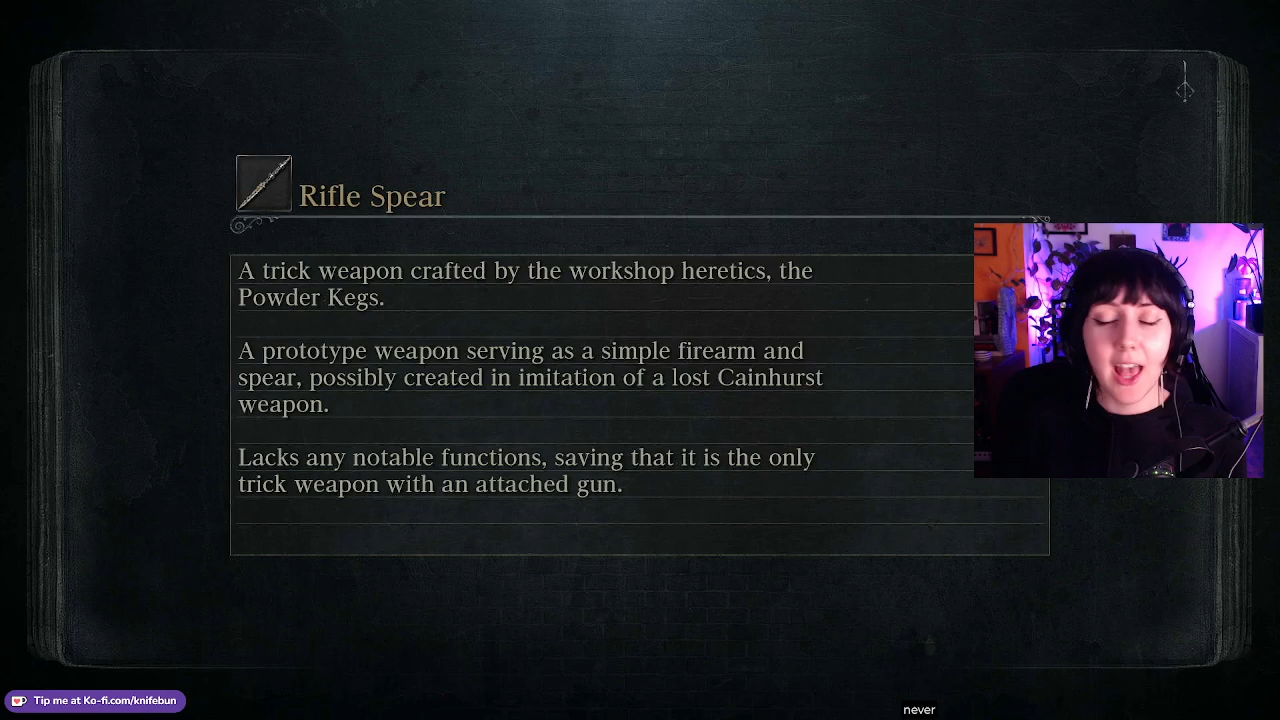 Rifle Spear
A trick weapon crafted by the workshop heretics, the
Powder Kegs.
A prototype weapon serving as a simple firearm and
spear, possibly created in imitation of a lost Cainhurst
weapon.
Lacks any notable functions, saving that it is the only
trick weapon with an attached gun.
Tip me at Ko-fi.com/knifebun
never